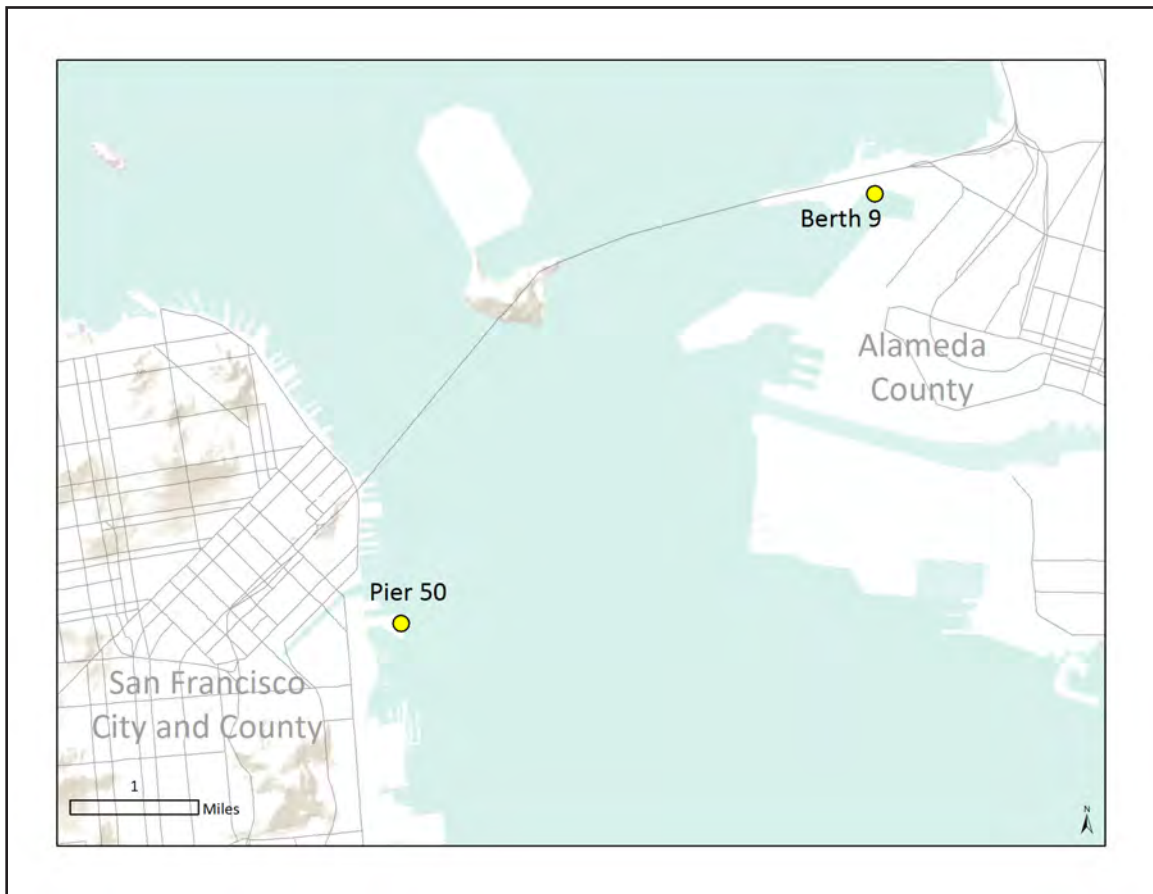 Berth 9
Alameda
County
Pier 50
San Francisco
City and County
1
Miles
N